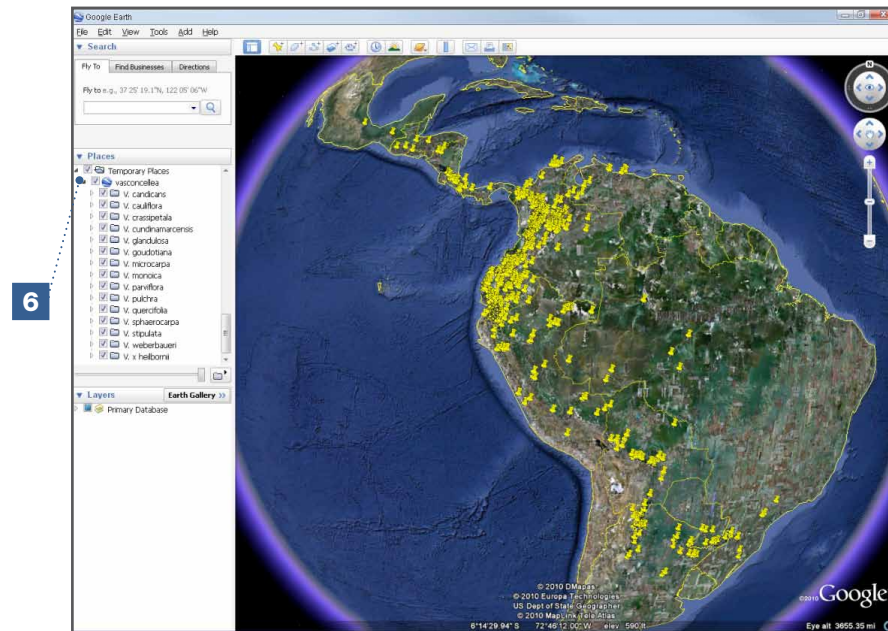 Google Earth
File Edit View Tools Add Help
Search
Fly To Find Businesses Directions
Fly to e.g., 37 25' 19.1"N, 122 05' 06"W
Places
Temporary Places
vasconcellea
V. candicans
V. cauliflora
V. crassipetala
V. cundinamarcensis
V. glandulosa
V. goudotiana
V. microcarpa
V. monoica
V. parviflora
V. pulchra
V. quercifolia
V. sphaerocarpa
V. stipulata
V. weberbaueri
V. x heilbornii
Layers Earth Gallery >>
Primary Database
6
N
© 2010 DMapas
© 2010 Europa Technologies
US Dept of State Geographer
© 2010 MapLink/Tele Atlas
©2010 Google
6°14'29.94" S 72°46'12.00" W elev 590 ft
Eye alt 3655.35 mi